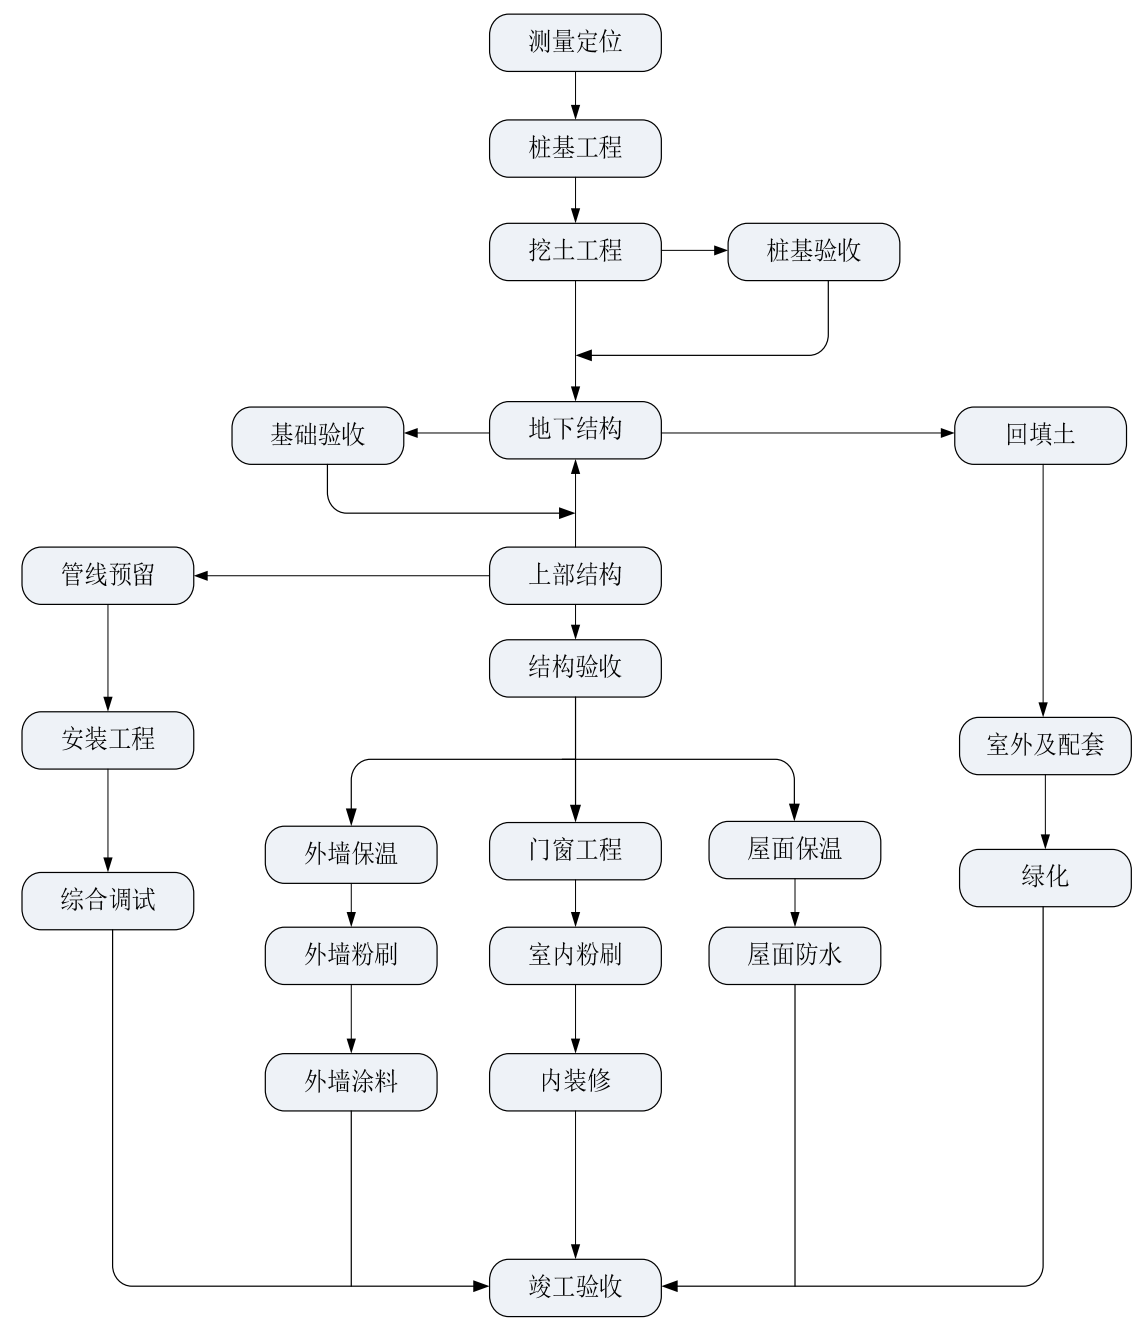 测量定位
桩基工程
挖土工程
桩基验收
地下结构
基础验收
回填土
上部结构
管线预留
结构验收
安装工程
室外及配套
外墙保温
门窗工程
屋面保温
绿化
综合调试
外墙粉刷
室内粉刷
屋面防水
外墙涂料
内装修
竣工验收